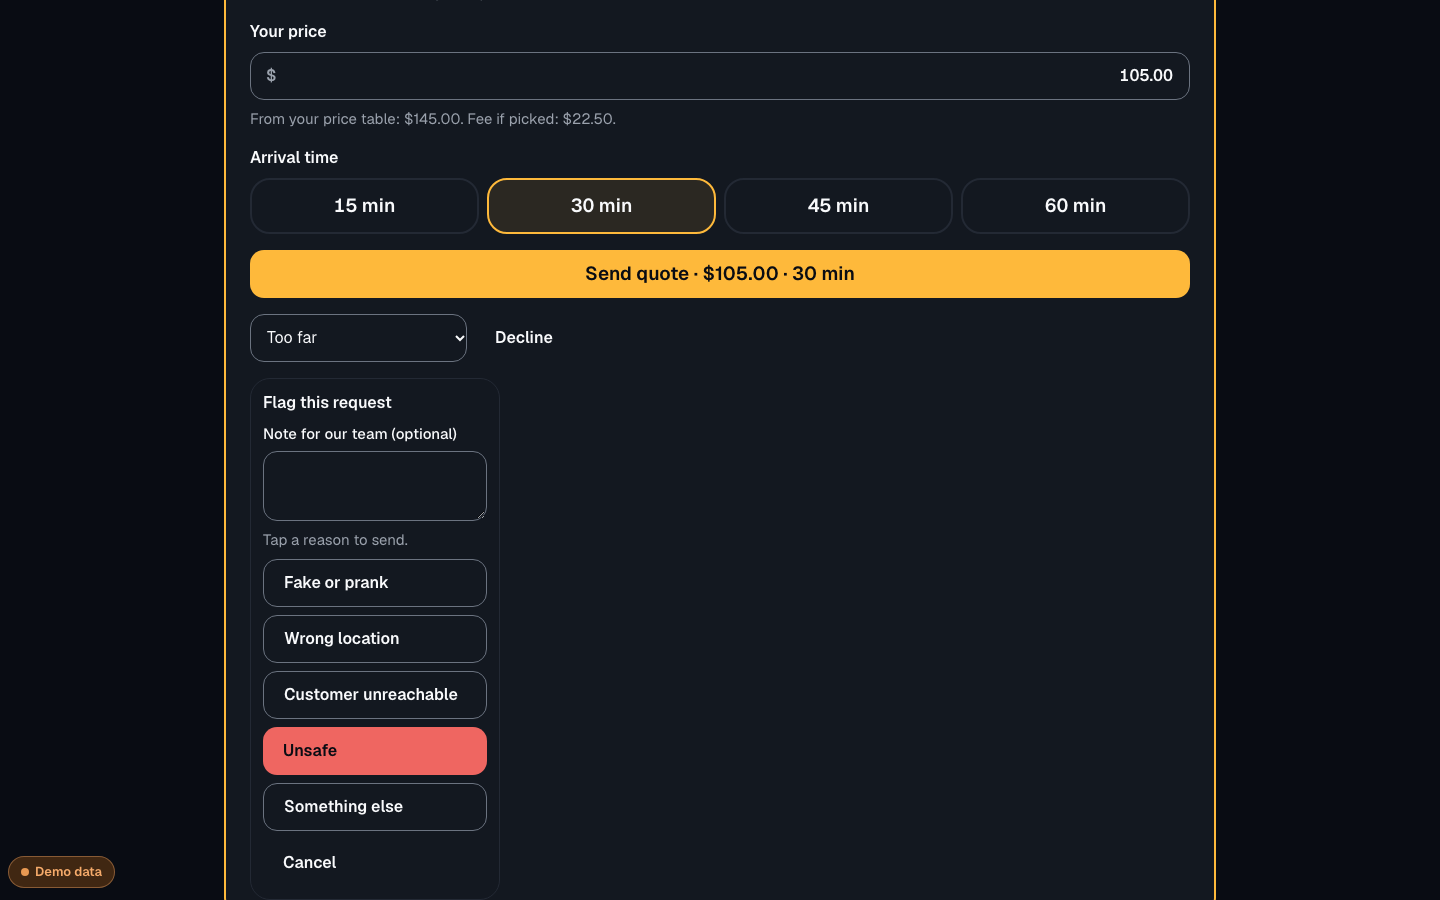 Your price
$ 105.00
From your price table: $145.00. Fee if picked: $22.50.
Arrival time
15 min 30 min 45 min 60 min
Send quote · $105.00 · 30 min
Too far Decline
Flag this request
Note for our team (optional)
Tap a reason to send.
Fake or prank
Wrong location
Customer unreachable
Unsafe
Something else
Cancel
Demo data